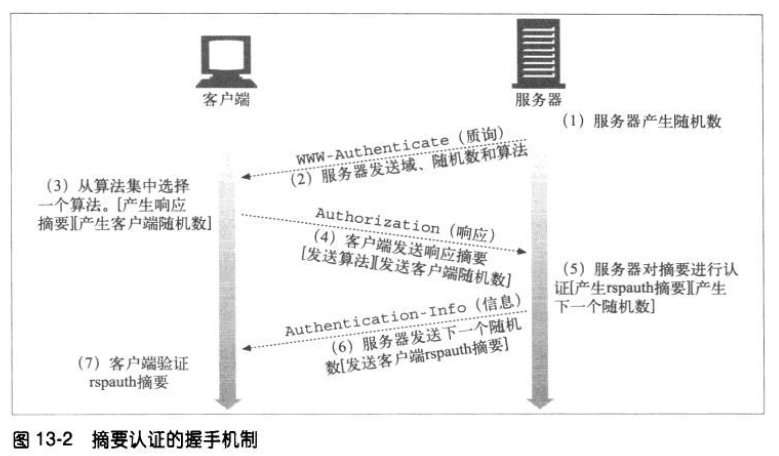 客户端
服务器
(1) 服务器产生随机数
WWW-Authenticate (质询)
(2) 服务器发送域、随机数和算法
(3) 从算法集中选择
一个算法。[产生响应
摘要][产生客户端随机数]
Authorization (响应)
(4) 客户端发送响应摘要
[发送算法][发送客户端随机数]
(5) 服务器对摘要进行认
证[产生rspauth摘要][产生
下一个随机数]
Authentication-Info (信息)
(6) 服务器发送下一个随机
数[发送客户端rspauth摘要]
(7) 客户端验证
rspauth摘要
图 13-2 摘要认证的握手机制